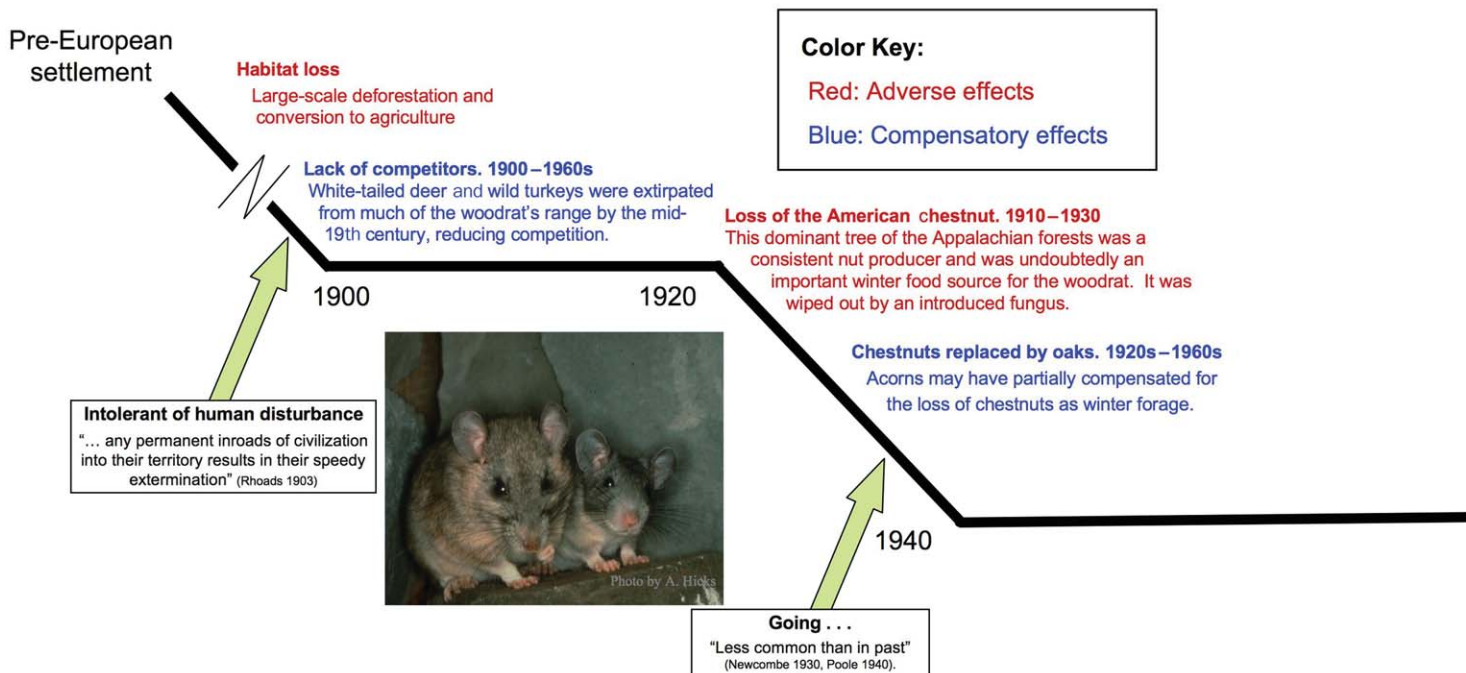 Pre-European
settlement
Habitat loss
Large-scale deforestation and
conversion to agriculture
Color Key:
Red: Adverse effects
Blue: Compensatory effects
Lack of competitors. 1900–1960s
White-tailed deer and wild turkeys were extirpated
from much of the woodrat's range by the mid-
19th century, reducing competition.
Loss of the American chestnut. 1910–1930
This dominant tree of the Appalachian forests was a
consistent nut producer and was undoubtedly an
important winter food source for the woodrat. It was
wiped out by an introduced fungus.
1900
1920
Chestnuts replaced by oaks. 1920s–1960s
Acorns may have partially compensated for
the loss of chestnuts as winter forage.
Intolerant of human disturbance
“… any permanent inroads of civilization
into their territory results in their speedy
extermination” (Rhoads 1903)
Photo by A. Hicks
1940
Going . . .
“Less common than in past”
(Newcombe 1930, Poole 1940).